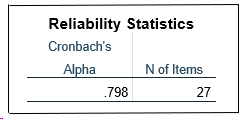 Reliability Statistics
Cronbach's
Alpha N of Items
.798 27